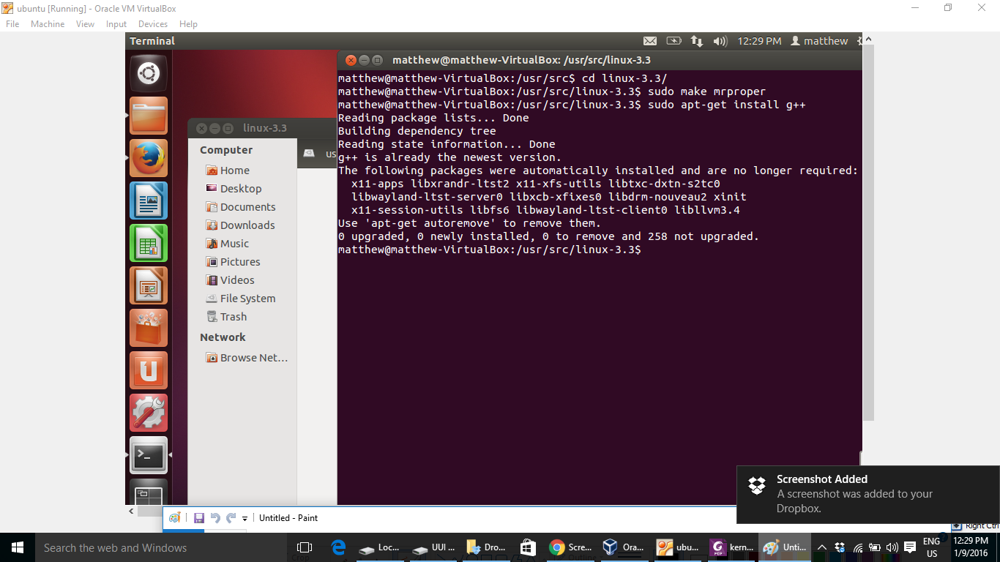 ubuntu [Running] - Oracle VM VirtualBox
File Machine View Input Devices Help
Terminal 12:29 PM matthew
matthew@matthew-VirtualBox: /usr/src/linux-3.3
matthew@matthew-VirtualBox:/usr/src$ cd linux-3.3/
matthew@matthew-VirtualBox:/usr/src/linux-3.3$ sudo make mrproper
matthew@matthew-VirtualBox:/usr/src/linux-3.3$ sudo apt-get install g++
Reading package lists... Done
Building dependency tree
Reading state information... Done
g++ is already the newest version.
The following packages were automatically installed and are no longer required:
x11-apps libxrandr-ltst2 x11-xfs-utils libtxc-dxtn-s2tc0
libwayland-ltst-server0 libxcb-xfixes0 libdrm-nouveau2 xinit
x11-session-utils libfs6 libwayland-ltst-client0 libllvm3.4
Use 'apt-get autoremove' to remove them.
0 upgraded, 0 newly installed, 0 to remove and 258 not upgraded.
matthew@matthew-VirtualBox:/usr/src/linux-3.3$
linux-3.3
us
Computer
Home
Desktop
Documents
Downloads
Music
Pictures
Videos
File System
Trash
Network
Browse Net...
Screenshot Added
A screenshot was added to your
Dropbox.
Untitled - Paint
Right Ctrl
Search the web and Windows
Loc...
UUI ...
Dro...
Scre...
Ora...
ubu...
kern...
Unti...
ENG
US
12:29 PM
1/9/2016